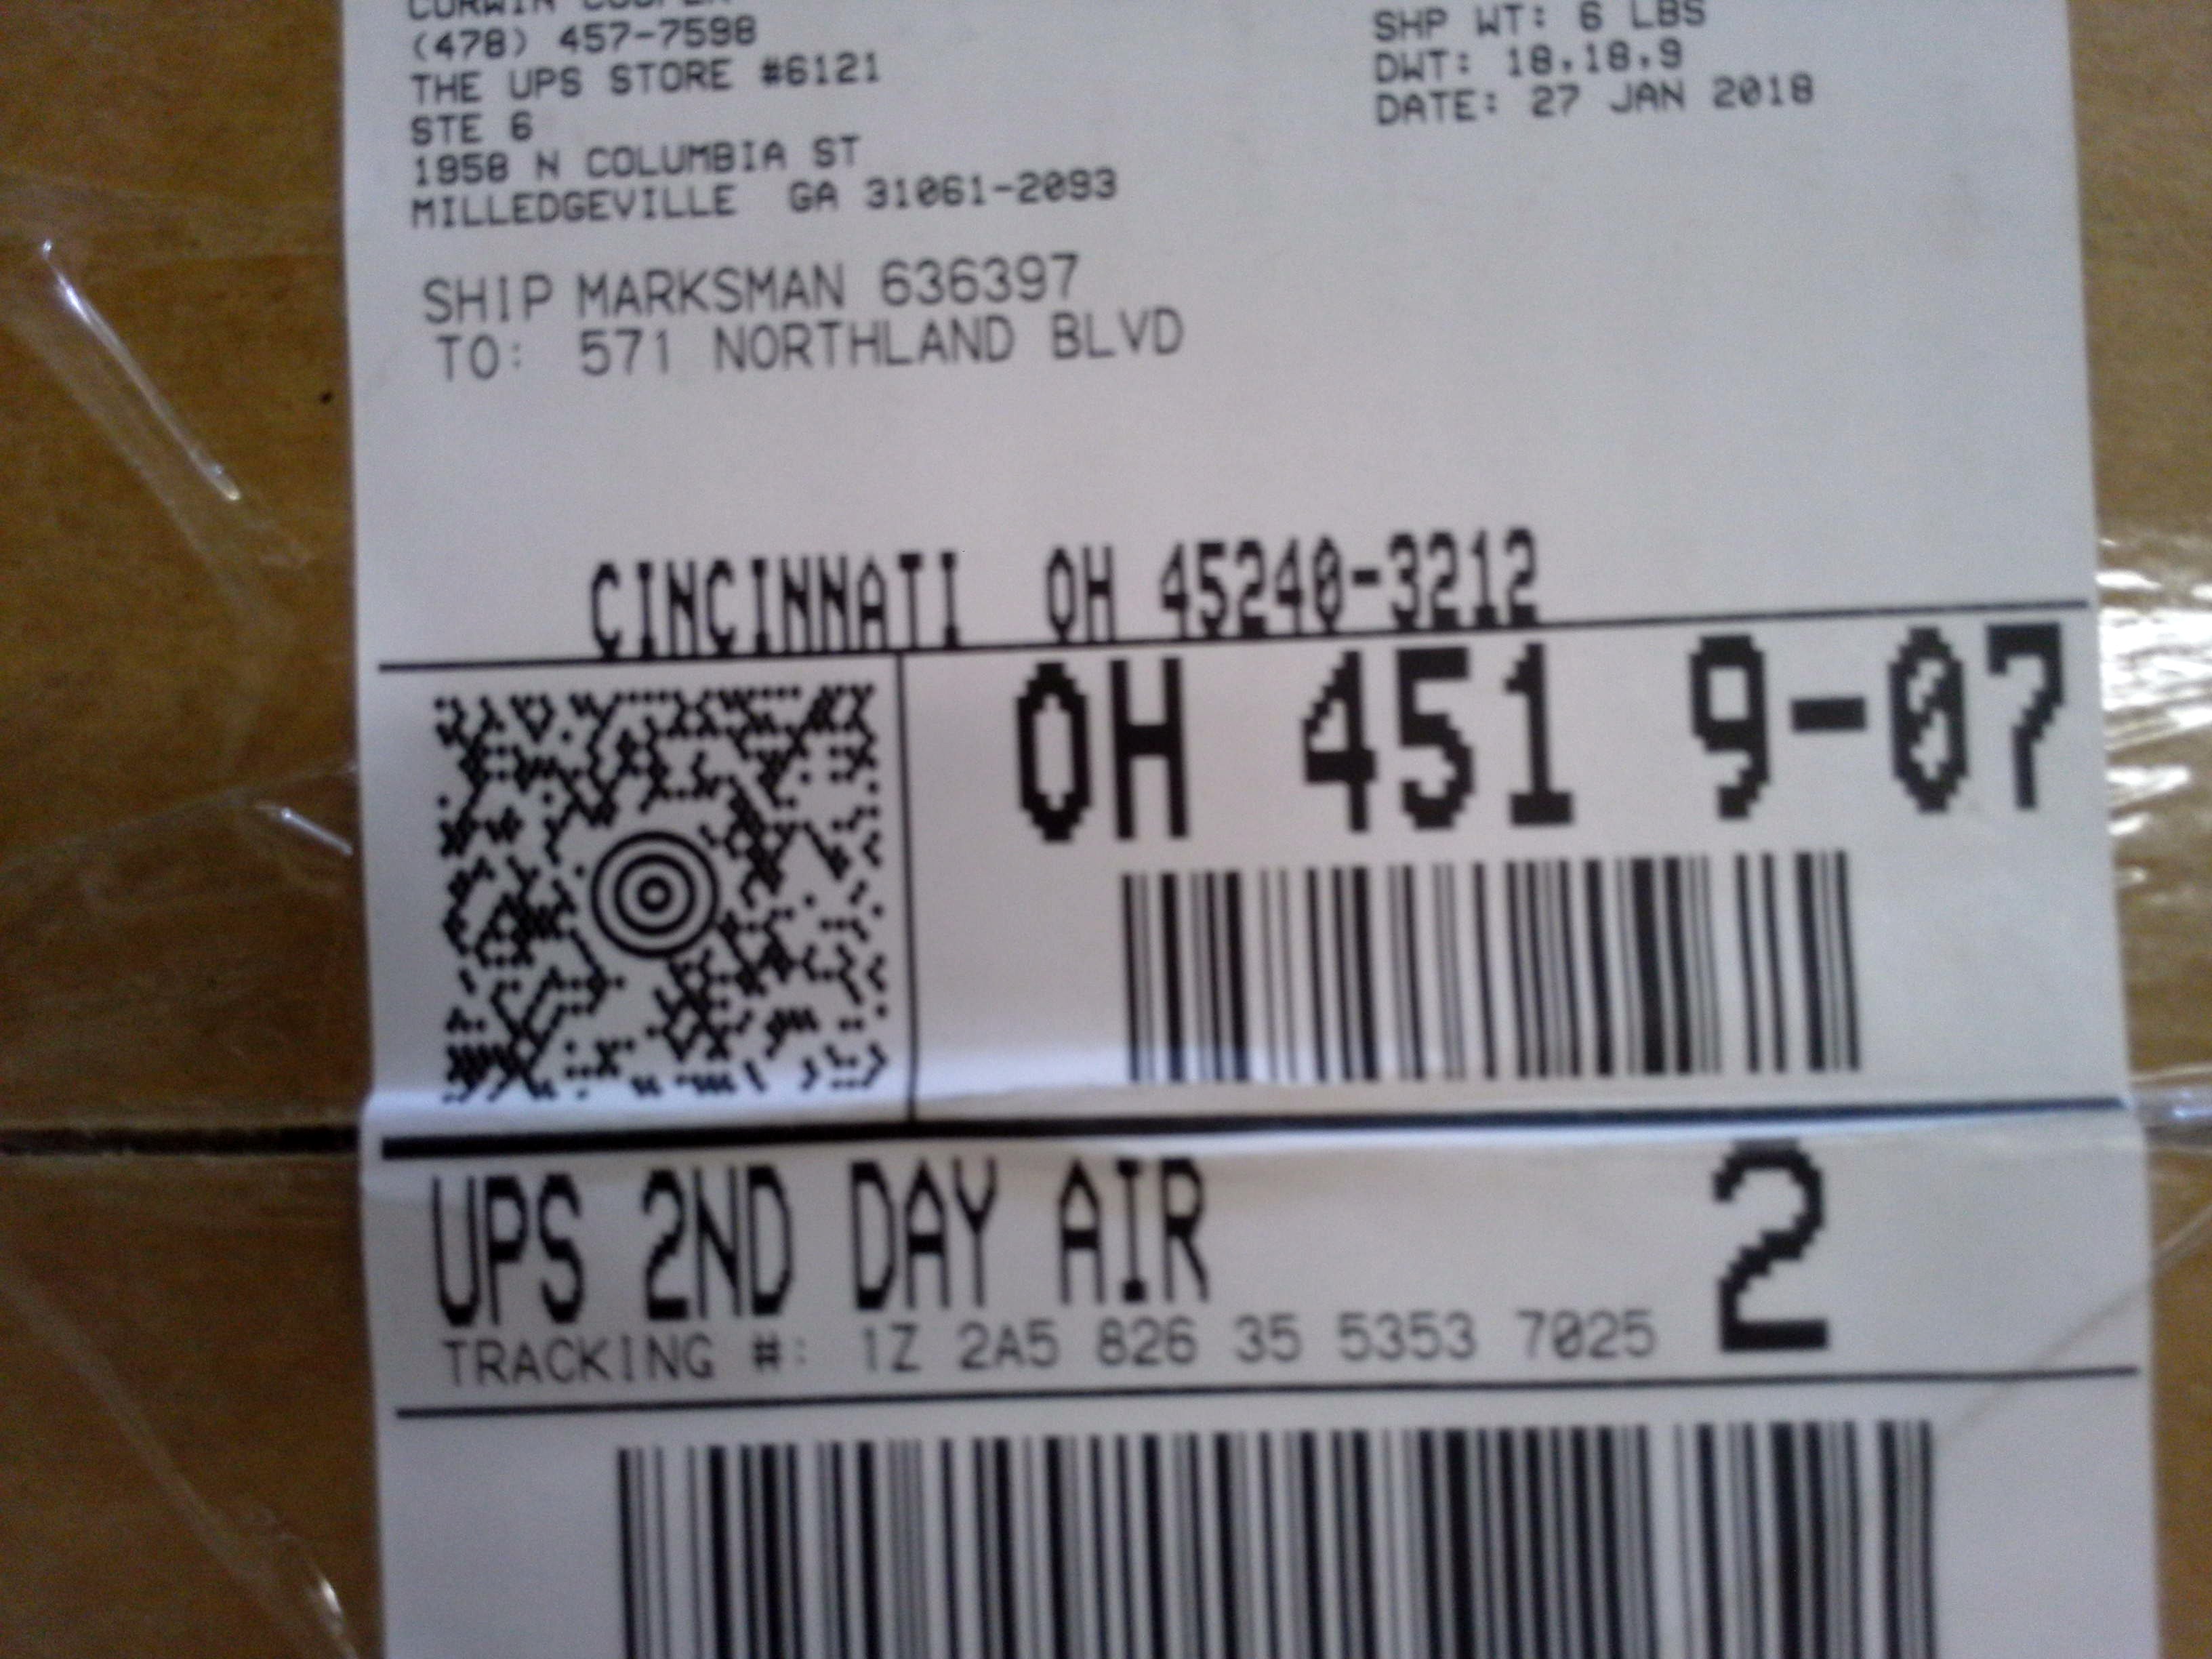 CORWIN COOPER
(478) 457-7598
THE UPS STORE #6121
STE 6
1958 N COLUMBIA ST
MILLEDGEVILLE GA 31061-2093
SHP WT: 6 LBS
DWT: 18,18,9
DATE: 27 JAN 2018
SHIP MARKSMAN 636397
TO: 571 NORTHLAND BLVD
CINCINNATI OH 45240-3212
OH 451 9-07
UPS 2ND DAY AIR 2
TRACKING #: 1Z 2A5 826 35 5353 7025